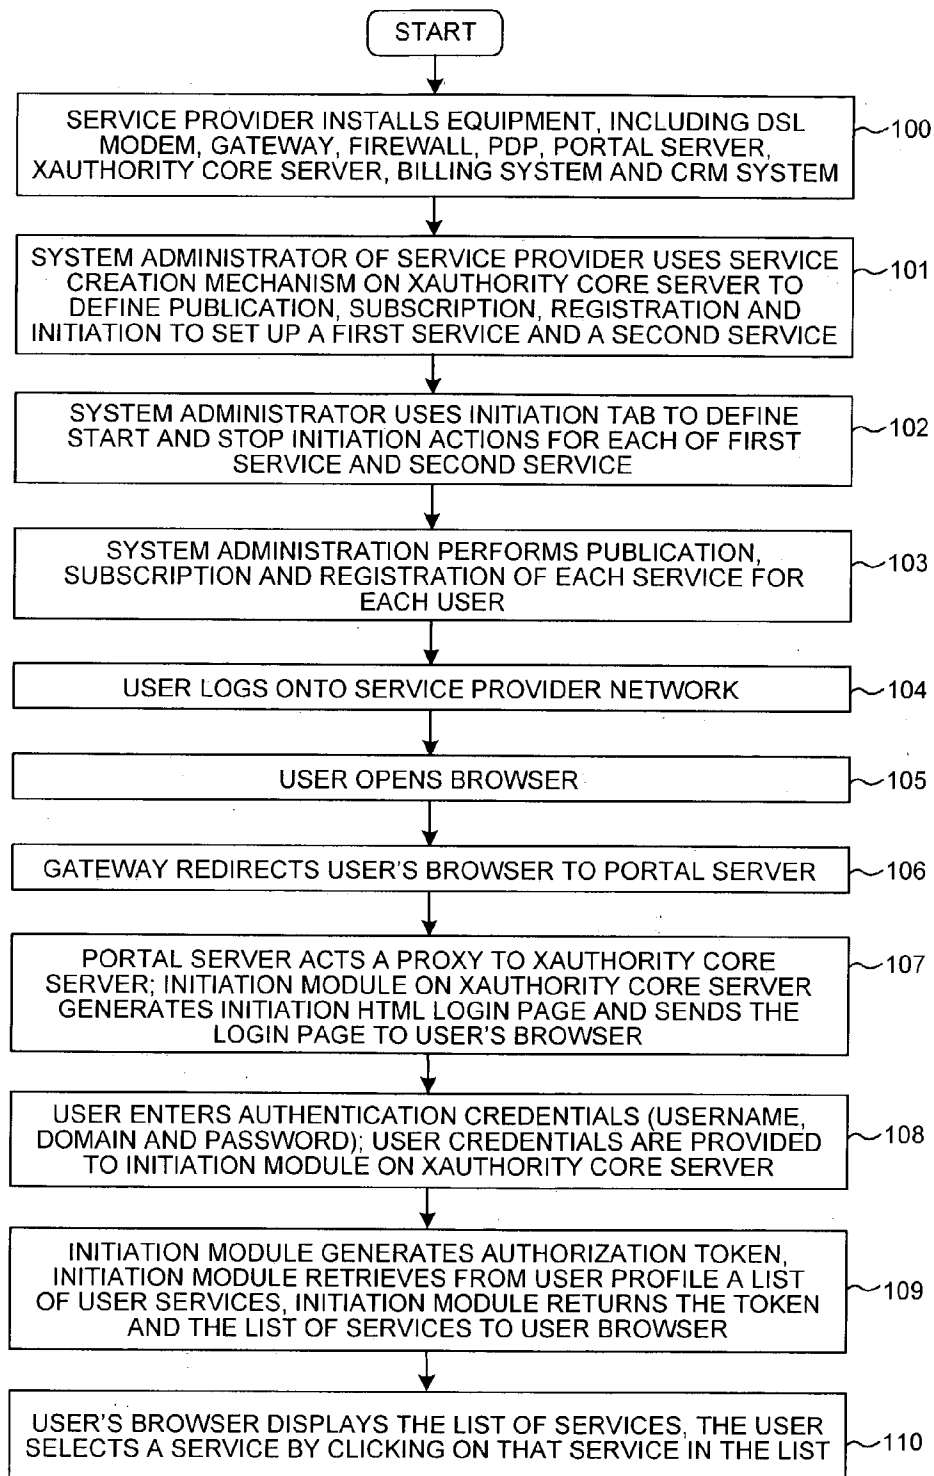 START
SERVICE PROVIDER INSTALLS EQUIPMENT, INCLUDING DSL
MODEM, GATEWAY, FIREWALL, PDP, PORTAL SERVER,
XAUTHORITY CORE SERVER, BILLING SYSTEM AND CRM SYSTEM
100
SYSTEM ADMINISTRATOR OF SERVICE PROVIDER USES SERVICE
CREATION MECHANISM ON XAUTHORITY CORE SERVER TO
DEFINE PUBLICATION, SUBSCRIPTION, REGISTRATION AND
INITIATION TO SET UP A FIRST SERVICE AND A SECOND SERVICE
101
SYSTEM ADMINISTRATOR USES INITIATION TAB TO DEFINE
START AND STOP INITIATION ACTIONS FOR EACH OF FIRST
SERVICE AND SECOND SERVICE
102
SYSTEM ADMINISTRATION PERFORMS PUBLICATION,
SUBSCRIPTION AND REGISTRATION OF EACH SERVICE FOR
EACH USER
103
USER LOGS ONTO SERVICE PROVIDER NETWORK
104
USER OPENS BROWSER
105
GATEWAY REDIRECTS USER'S BROWSER TO PORTAL SERVER
106
PORTAL SERVER ACTS A PROXY TO XAUTHORITY CORE
SERVER; INITIATION MODULE ON XAUTHORITY CORE SERVER
GENERATES INITIATION HTML LOGIN PAGE AND SENDS THE
LOGIN PAGE TO USER'S BROWSER
107
USER ENTERS AUTHENTICATION CREDENTIALS (USERNAME,
DOMAIN AND PASSWORD); USER CREDENTIALS ARE PROVIDED
TO INITIATION MODULE ON XAUTHORITY CORE SERVER
108
INITIATION MODULE GENERATES AUTHORIZATION TOKEN,
INITIATION MODULE RETRIEVES FROM USER PROFILE A LIST
OF USER SERVICES, INITIATION MODULE RETURNS THE TOKEN
AND THE LIST OF SERVICES TO USER BROWSER
109
USER'S BROWSER DISPLAYS THE LIST OF SERVICES, THE USER
SELECTS A SERVICE BY CLICKING ON THAT SERVICE IN THE LIST
110